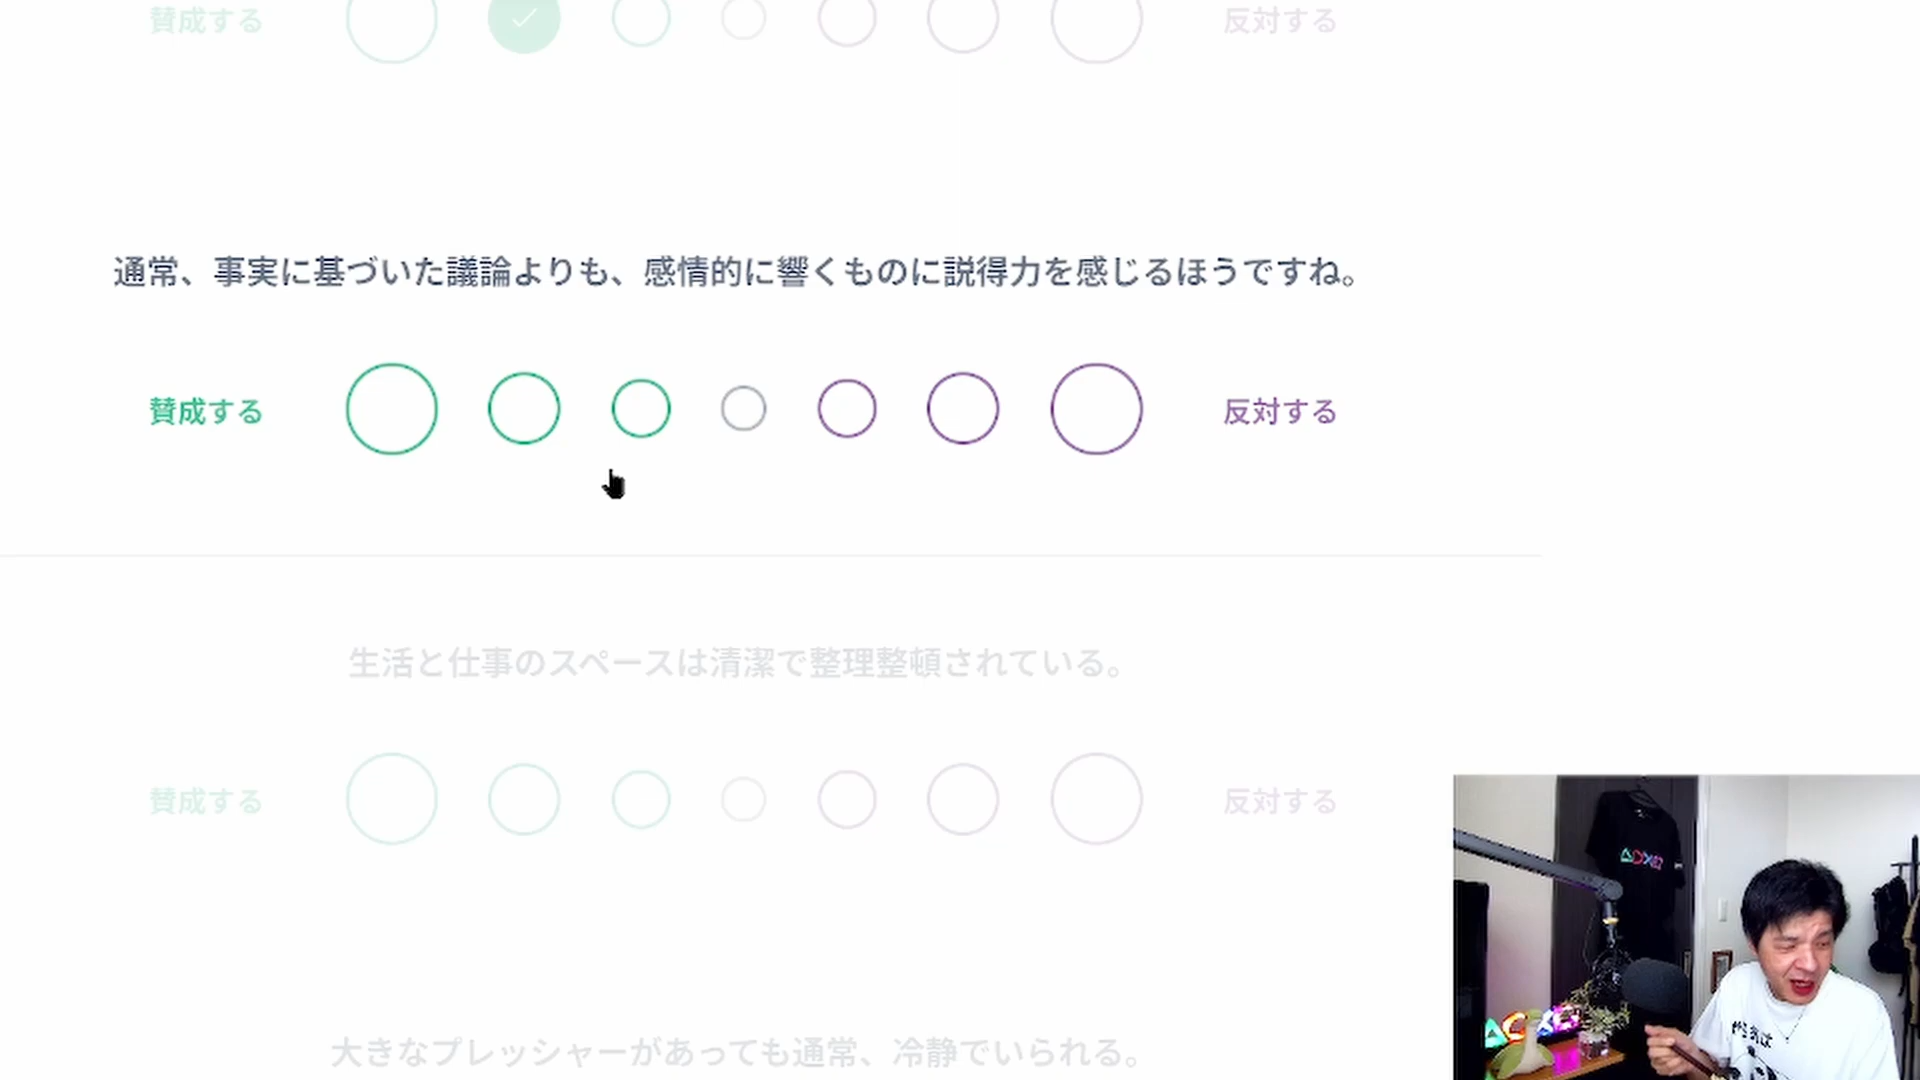 賛成する 反対する
通常、事実に基づいた議論よりも、感情的に響くものに説得力を感じるほうですね。
賛成する 反対する
生活と仕事のスペースは清潔で整理整頓されている。
賛成する 反対する
大きなプレッシャーがあっても通常、冷静でいられる。